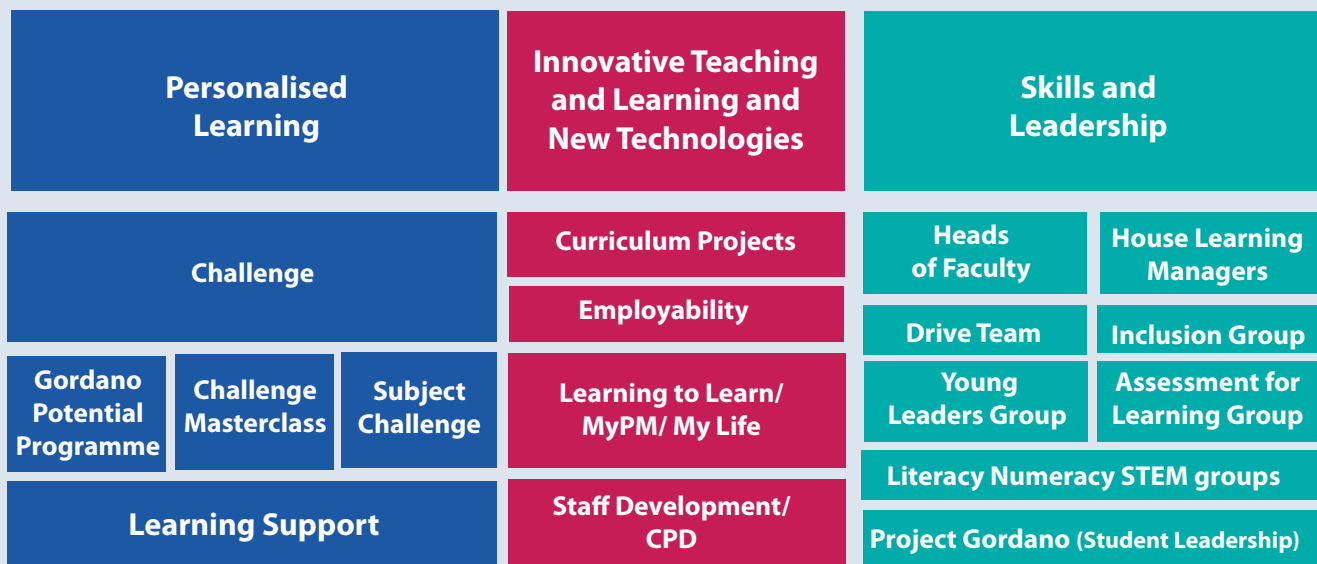 Personalised
Learning
Innovative Teaching
and Learning and
New Technologies
Skills and
Leadership
Challenge
Gordano
Potential
Programme
Challenge
Masterclass
Subject
Challenge
Learning Support
Curriculum Projects
Employability
Learning to Learn/
MyPM/ My Life
Staff Development/
CPD
Heads
of Faculty
House Learning
Managers
Drive Team
Inclusion Group
Young
Leaders Group
Assessment for
Learning Group
Literacy Numeracy STEM groups
Project Gordano (Student Leadership)